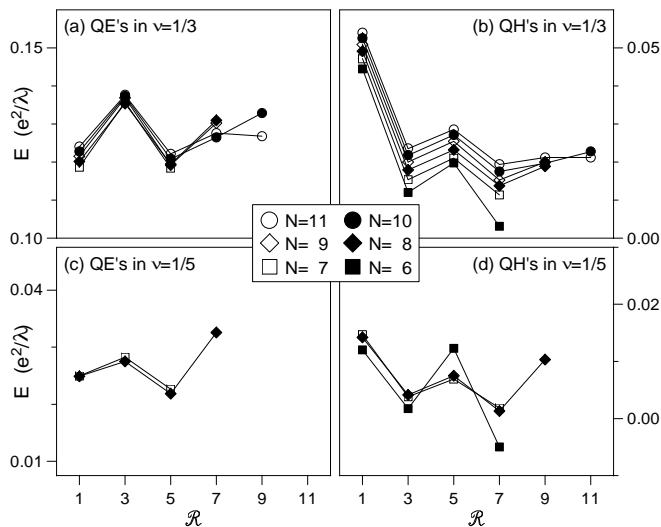 (a) QE's in ν=1/3
(b) QH's in ν=1/3
0.15
0.05
E (e²/λ)
0.10
0.00
N=11
N=10
N= 9
N= 8
N= 7
N= 6
(c) QE's in ν=1/5
(d) QH's in ν=1/5
0.04
0.02
E (e²/λ)
0.00
0.01
1 3 5 7 9 11
1 3 5 7 9 11
ℛ
ℛ